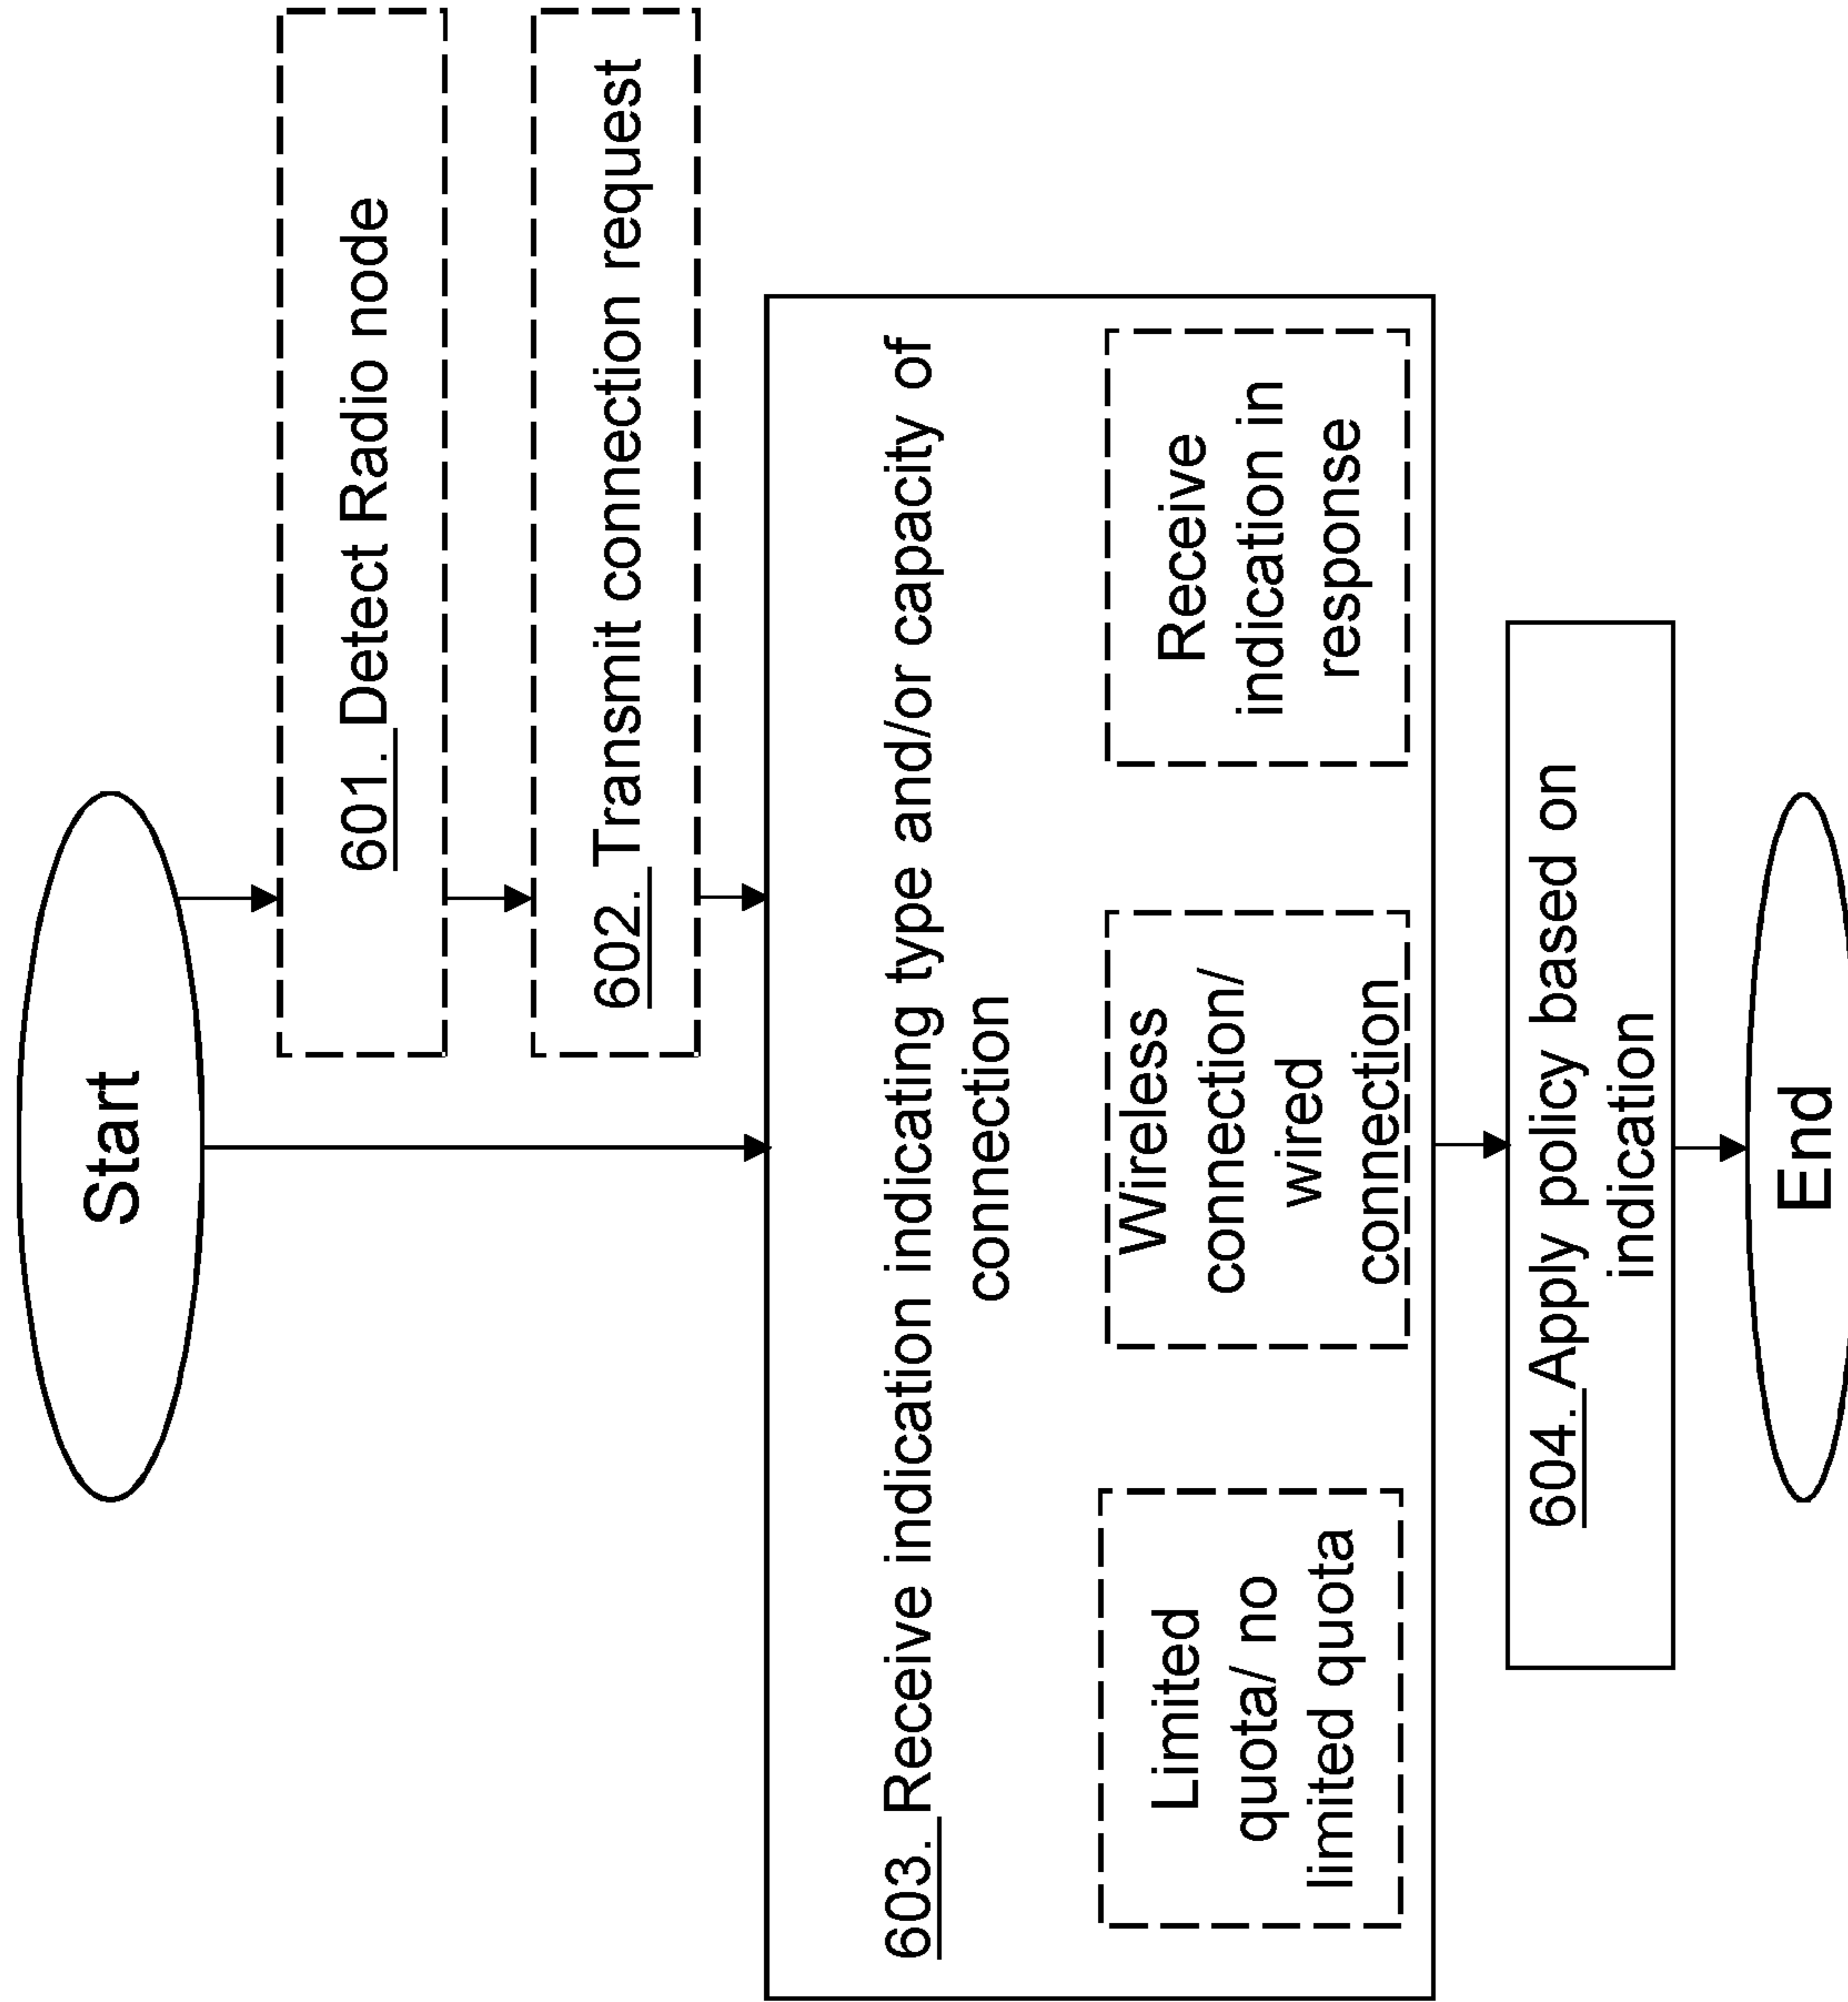 Start
601. Detect Radio node
602. Transmit connection request
603. Receive indication indicating type and/or capacity of
connection
Limited
quota/ no
limited quota
Wireless
connection/
wired
connection
Receive
indication in
response
604. Apply policy based on
indication
End